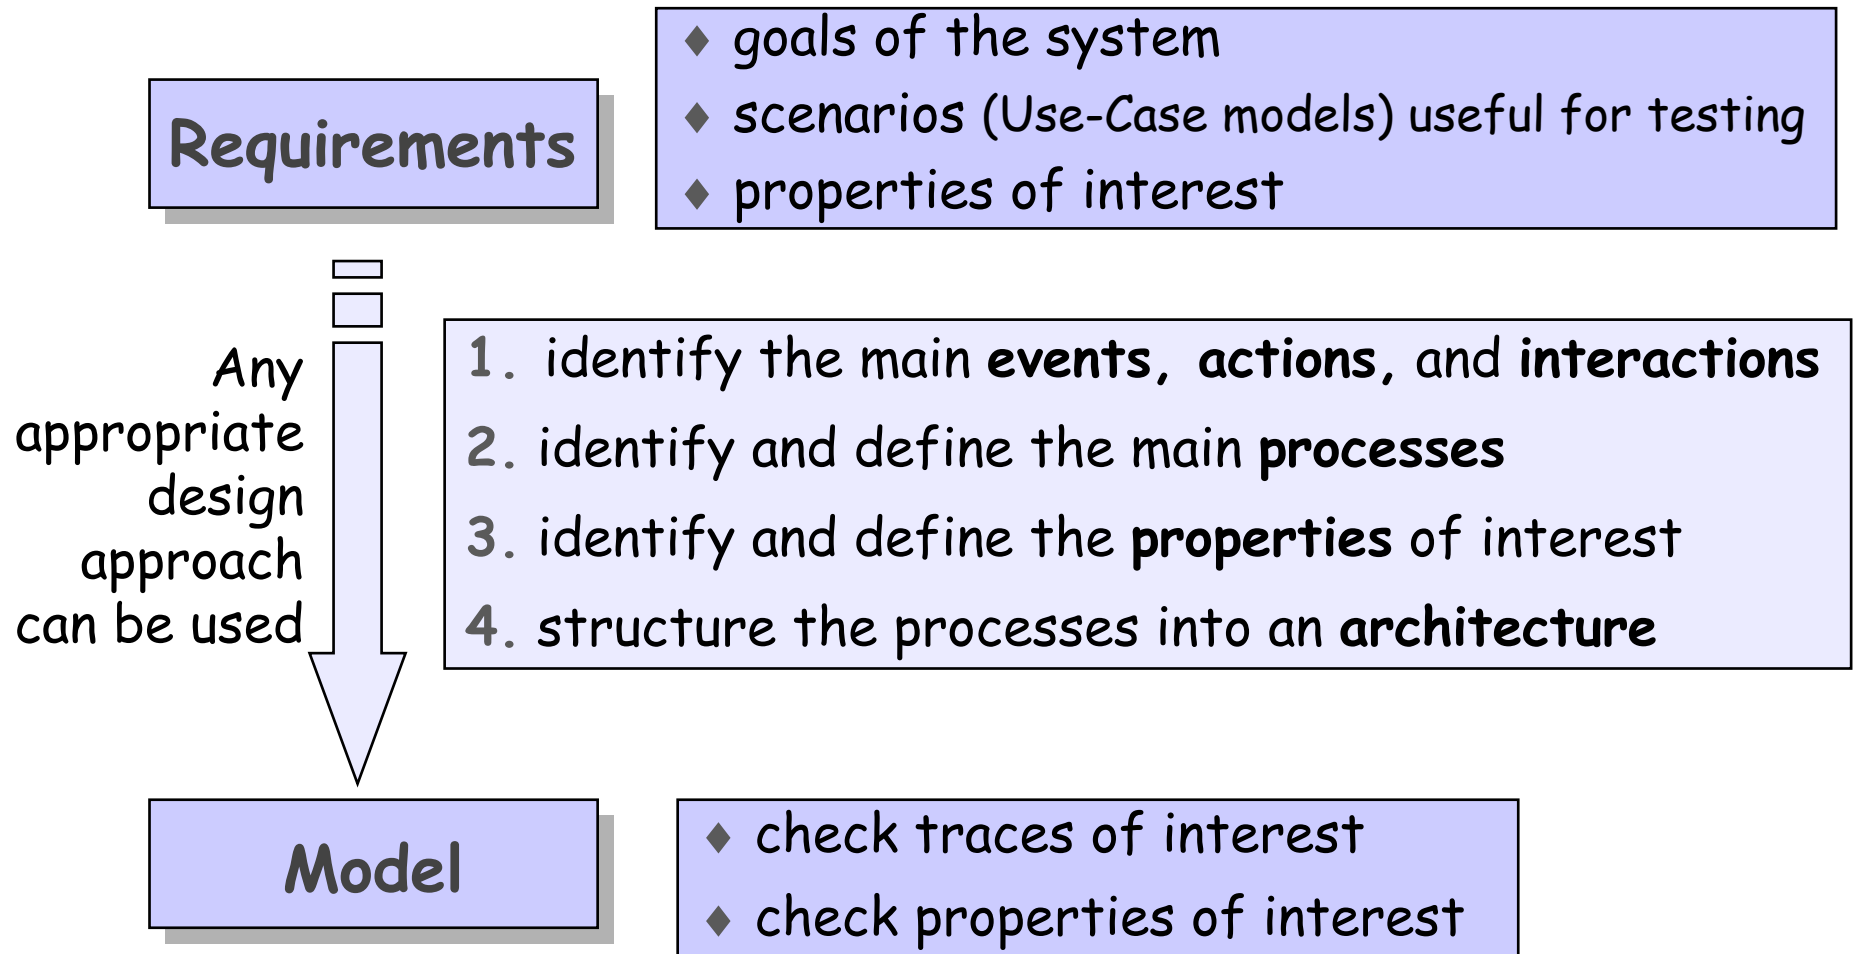 Requirements
♦ goals of the system
♦ scenarios (Use-Case models) useful for testing
♦ properties of interest
Any
appropriate
design
approach
can be used
1. identify the main events, actions, and interactions
2. identify and define the main processes
3. identify and define the properties of interest
4. structure the processes into an architecture
Model
♦ check traces of interest
♦ check properties of interest